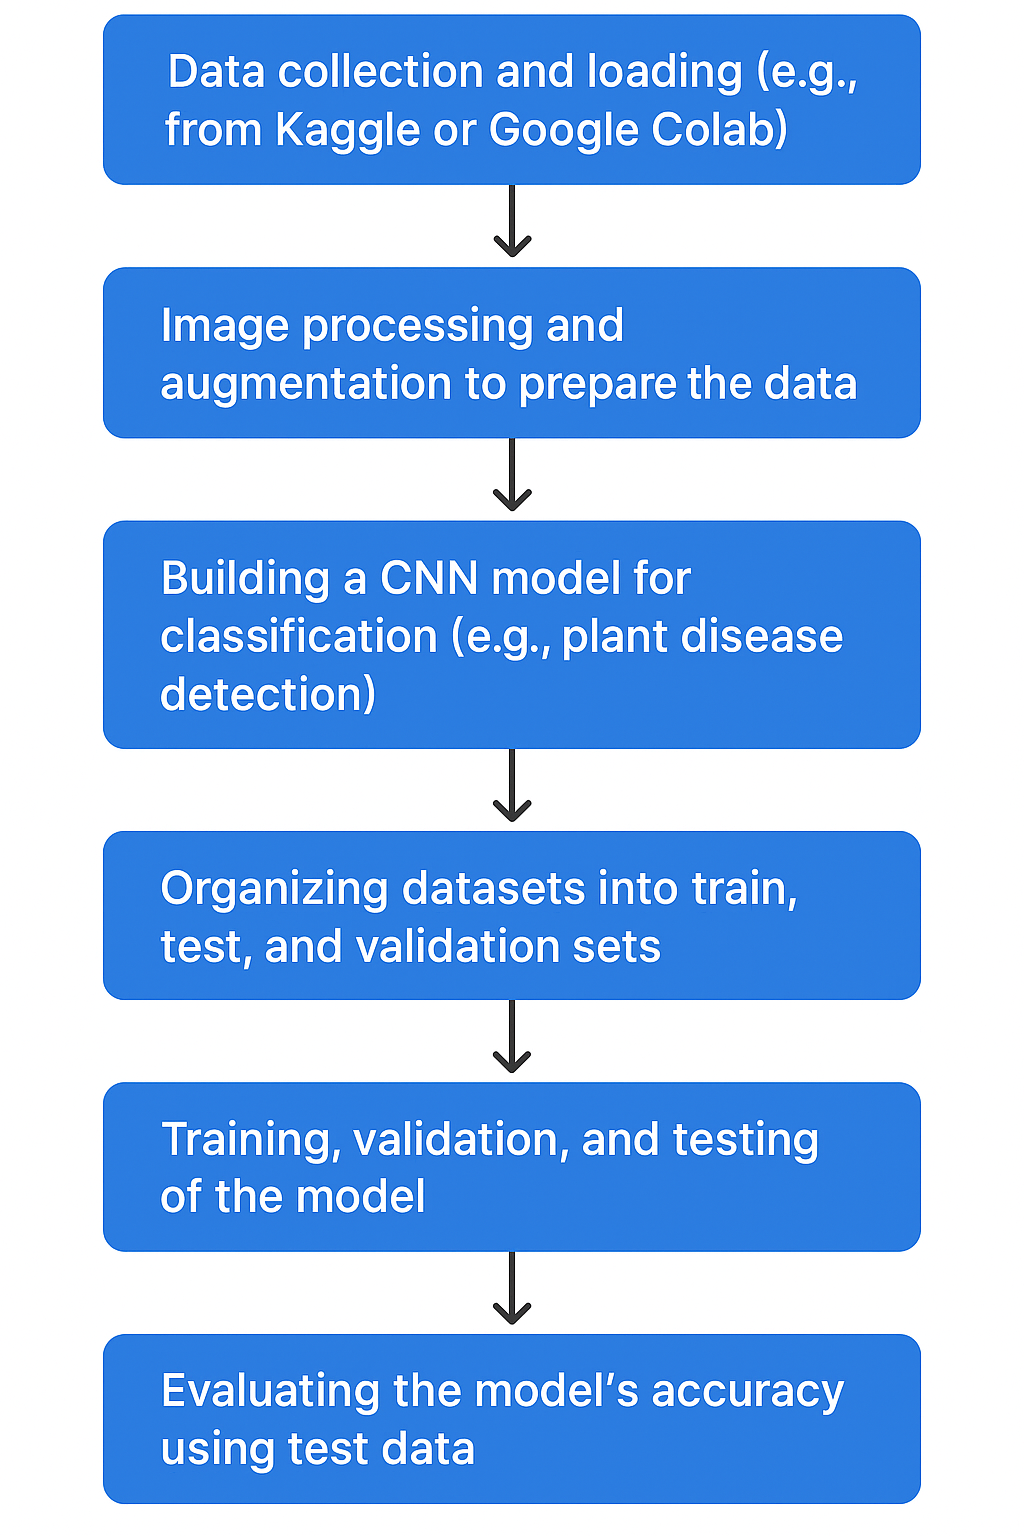 Data collection and loading (e.g.,
from Kaggle or Google Colab)
Image processing and
augmentation to prepare the data
Building a CNN model for
classification (e.g., plant disease
detection)
Organizing datasets into train,
test, and validation sets
Training, validation, and testing
of the model
Evaluating the model’s accuracy
using test data